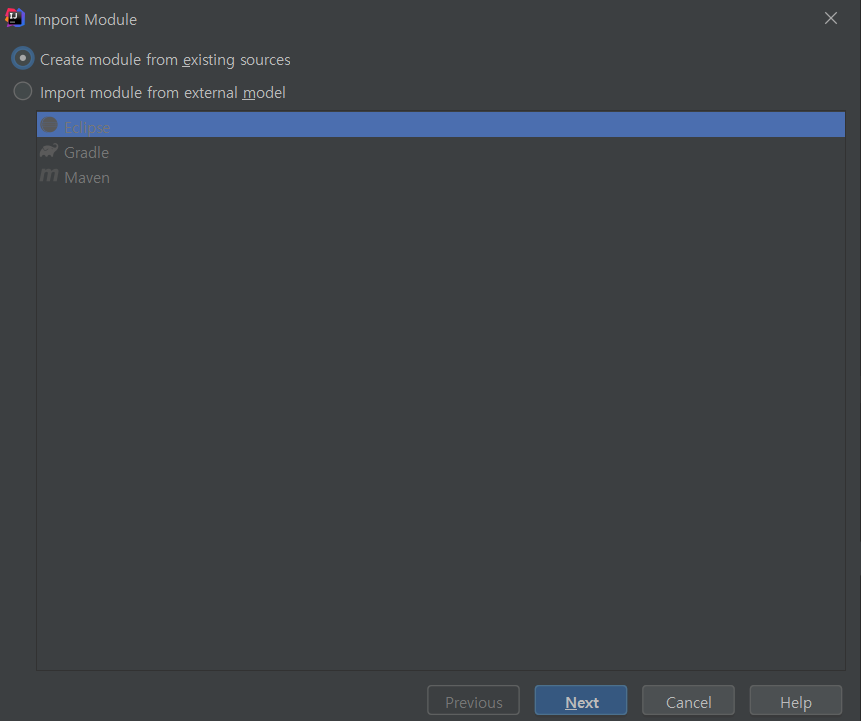 Import Module
Create module from existing sources
Import module from external model
Eclipse
Gradle
Maven
Previous Next Cancel Help